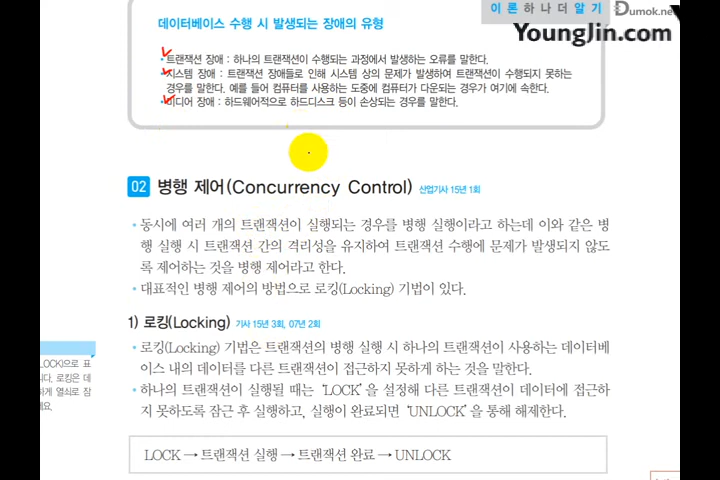 이 론 하 나 더 알 기
Dumok.ne
YoungJin.com
데이터베이스 수행 시 발생되는 장애의 유형
• 트랜잭션 장애 : 하나의 트랜잭션이 수행되는 과정에서 발생하는 오류를 말한다.
• 시스템 장애 : 트랜잭션 장애들로 인해 시스템 상의 문제가 발생하여 트랜잭션이 수행되지 못하는
경우를 말한다. 예를 들어 컴퓨터를 사용하는 도중에 컴퓨터가 다운되는 경우가 여기에 속한다.
• 미디어 장애 : 하드웨어적으로 하드디스크 등이 손상되는 경우를 말한다.
02 병행 제어(Concurrency Control) 산업기사 15년 1회
• 동시에 여러 개의 트랜잭션이 실행되는 경우를 병행 실행이라고 하는데 이와 같은 병
행 실행 시 트랜잭션 간의 격리성을 유지하여 트랜잭션 수행에 문제가 발생되지 않도
록 제어하는 것을 병행 제어라고 한다.
• 대표적인 병행 제어의 방법으로 로킹(Locking) 기법이 있다.
1) 로킹(Locking) 기사 15년 3회, 07년 2회
• 로킹(Locking) 기법은 트랜잭션의 병행 실행 시 하나의 트랜잭션이 사용하는 데이터베
이스 내의 데이터를 다른 트랜잭션이 접근하지 못하게 하는 것을 말한다.
• 하나의 트랜잭션이 실행될 때는 ‘LOCK’을 설정해 다른 트랜잭션이 데이터에 접근하
지 못하도록 잠근 후 실행하고, 실행이 완료되면 ‘UNLOCK’을 통해 해제한다.
LOCK)으로 표
다. 로킹은 데
하게 열쇠로 잠
요.
LOCK → 트랜잭션 실행 → 트랜잭션 완료 → UNLOCK